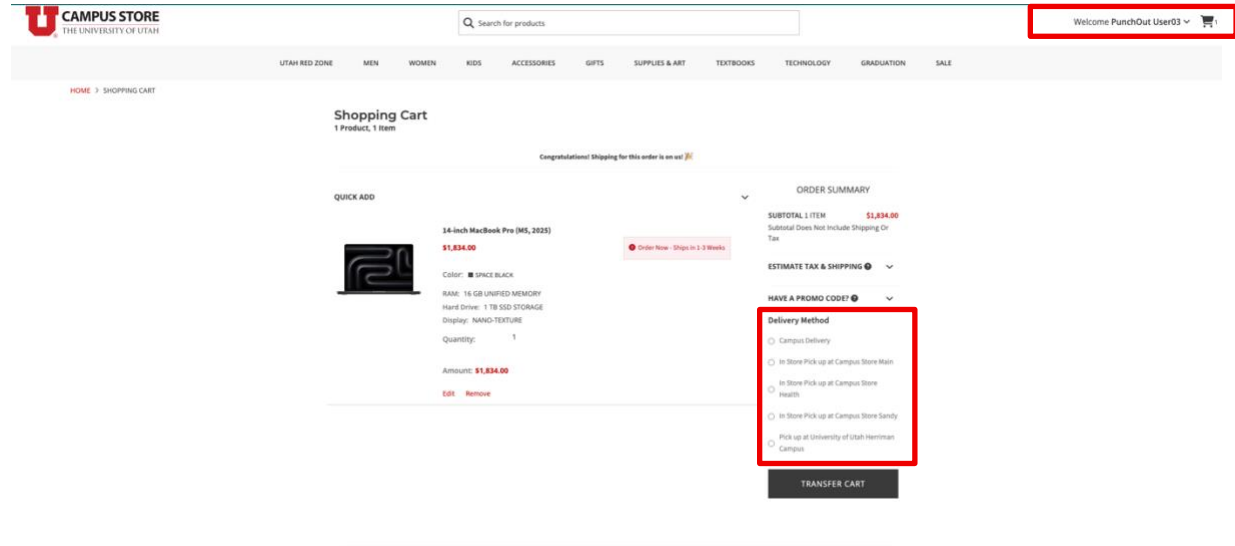 CAMPUS STORE
THE UNIVERSITY OF UTAH
Search for products
Welcome PunchOut User03
1
UTAH RED ZONE MEN WOMEN KIDS ACCESSORIES GIFTS SUPPLIES & ART TEXTBOOKS TECHNOLOGY GRADUATION SALE
HOME > SHOPPING CART
Shopping Cart
1 Product, 1 Item
Congratulations! Shipping for this order is on us! 🎉
QUICK ADD
14-inch MacBook Pro (M5, 2025)
$1,834.00
Order Now - Ships in 1-3 Weeks
Color: SPACE BLACK
RAM: 16 GB UNIFIED MEMORY
Hard Drive: 1 TB SSD STORAGE
Display: NANO-TEXTURE
Quantity: 1
Amount: $1,834.00
Edit Remove
ORDER SUMMARY
SUBTOTAL 1 ITEM $1,834.00
Subtotal Does Not Include Shipping Or
Tax
ESTIMATE TAX & SHIPPING ?
HAVE A PROMO CODE? ?
Delivery Method
Campus Delivery
In Store Pick up at Campus Store Main
In Store Pick up at Campus Store
Health
In Store Pick up at Campus Store Sandy
Pick up at University of Utah Herriman
Campus
TRANSFER CART